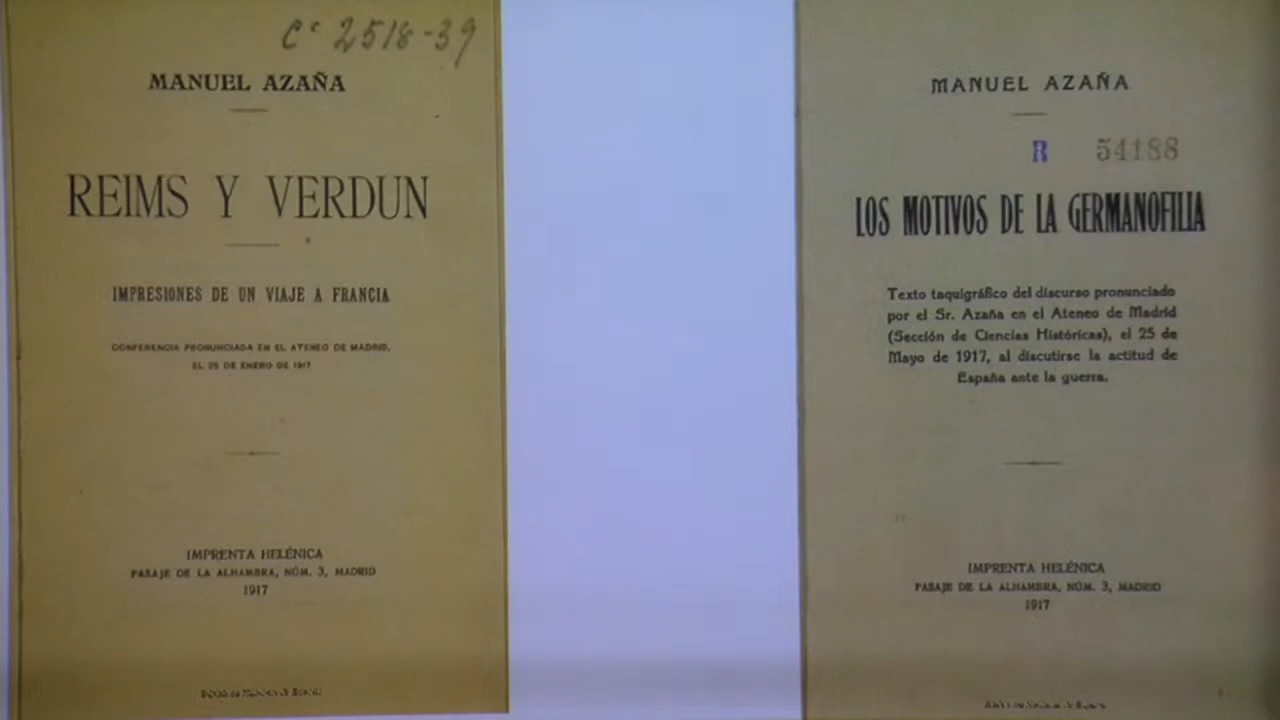 Cᶜ 2518-39
MANUEL AZAÑA
REIMS Y VERDUN
IMPRESIONES DE UN VIAJE A FRANCIA
CONFERENCIA PRONUNCIADA EN EL ATENEO DE MADRID,
EL 25 DE ENERO DE 1917
IMPRENTA HELÉNICA
PASAJE DE LA ALHAMBRA, NÚM. 3, MADRID
1917
MANUEL AZAÑA
R 54188
LOS MOTIVOS DE LA GERMANOFILIA
Texto taquigráfico del discurso pronunciado
por el Sr. Azaña en el Ateneo de Madrid
(Sección de Ciencias Históricas), el 25 de
Mayo de 1917, al discutirse la actitud de
España ante la guerra.
IMPRENTA HELÉNICA
PASAJE DE LA ALHAMBRA, NÚM. 3, MADRID
1917